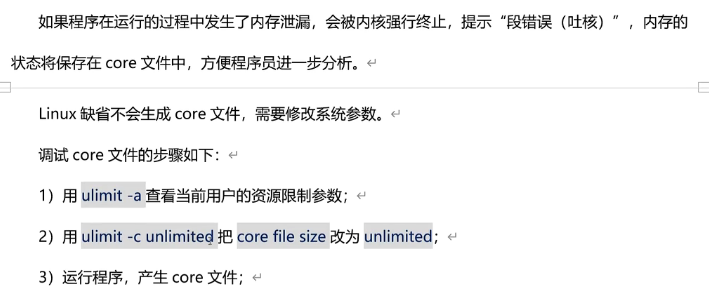 如果程序在运行的过程中发生了内存泄漏，会被内核强行终止，提示“段错误（吐核）”，内存的
状态将保存在 core 文件中，方便程序员进一步分析。
Linux 缺省不会生成 core 文件，需要修改系统参数。
调试 core 文件的步骤如下：
1）用 ulimit -a 查看当前用户的资源限制参数；
2）用 ulimit -c unlimited 把 core file size 改为 unlimited；
3）运行程序，产生 core 文件；